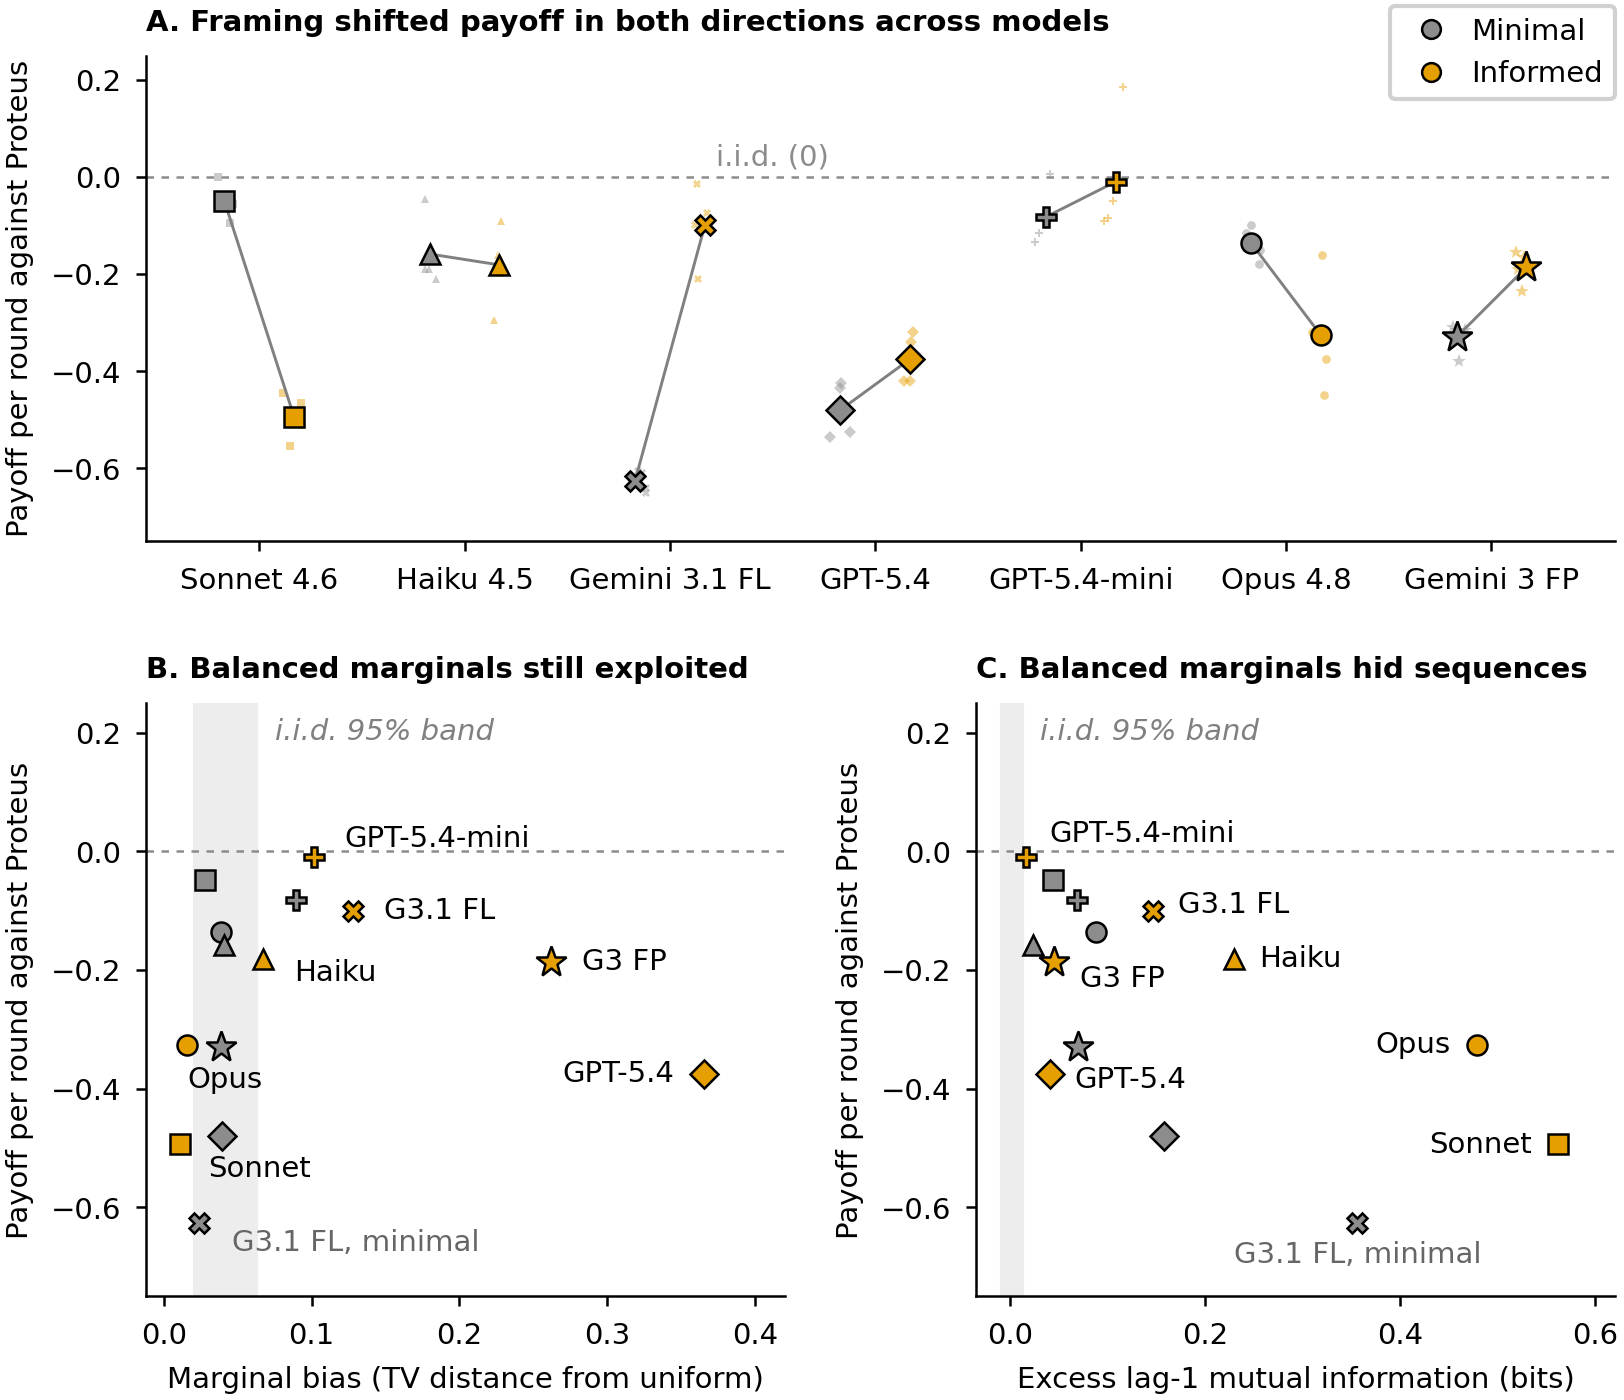 A. Framing shifted payoff in both directions across models
Minimal
Informed
Payoff per round against Proteus
0.2
0.0
−0.2
−0.4
−0.6
i.i.d. (0)
Sonnet 4.6
Haiku 4.5
Gemini 3.1 FL
GPT-5.4
GPT-5.4-mini
Opus 4.8
Gemini 3 FP
B. Balanced marginals still exploited
Payoff per round against Proteus
0.2
0.0
−0.2
−0.4
−0.6
i.i.d. 95% band
GPT-5.4-mini
G3.1 FL
G3 FP
Haiku
Opus
GPT-5.4
Sonnet
G3.1 FL, minimal
0.0
0.1
0.2
0.3
0.4
Marginal bias (TV distance from uniform)
C. Balanced marginals hid sequences
Payoff per round against Proteus
0.2
0.0
−0.2
−0.4
−0.6
i.i.d. 95% band
GPT-5.4-mini
G3.1 FL
Haiku
G3 FP
Opus
GPT-5.4
Sonnet
G3.1 FL, minimal
0.0
0.2
0.4
0.6
Excess lag-1 mutual information (bits)